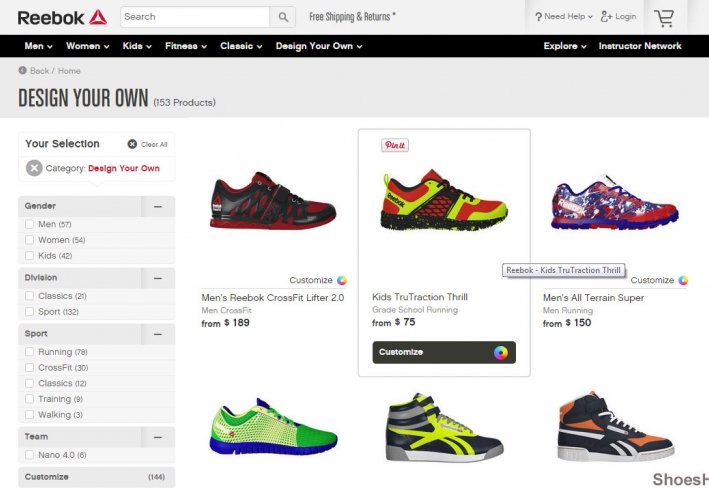 Reebok
Search
Free Shipping & Returns *
? Need Help
Login
Men
Women
Kids
Fitness
Classic
Design Your Own
Explore
Instructor Network
Back / Home
DESIGN YOUR OWN (153 Products)
Your Selection
Clear All
Category: Design Your Own
Gender
Men (57)
Women (54)
Kids (42)
Division
Classics (21)
Sport (132)
Sport
Running (78)
CrossFit (30)
Classics (12)
Training (9)
Walking (3)
Team
Nano 4.0 (6)
Customize (144)
Customize
Men's Reebok CrossFit Lifter 2.0
Men CrossFit
from $ 189
Pin it
Reebok
Kids TruTraction Thrill
Grade School Running
from $ 75
Customize
Reebok
Reebok - Kids TruTraction Thrill
Customize
Men's All Terrain Super
Men Running
from $ 150
ShoesH